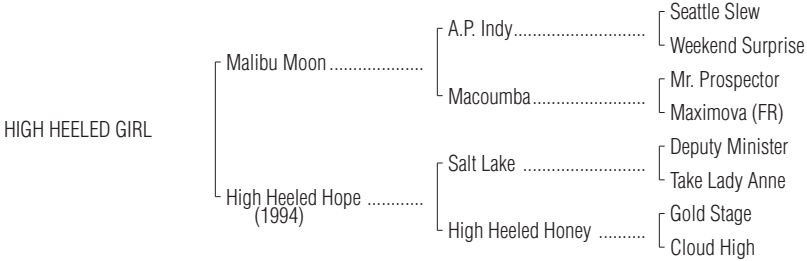 Seattle Slew
A.P. Indy..............................
Weekend Surprise
Malibu Moon .....................
Mr. Prospector
Macoumba..........................
Maximova (FR)
HIGH HEELED GIRL
Deputy Minister
Salt Lake ............................
Take Lady Anne
High Heeled Hope ............
(1994)
Gold Stage
High Heeled Honey ..........
Cloud High